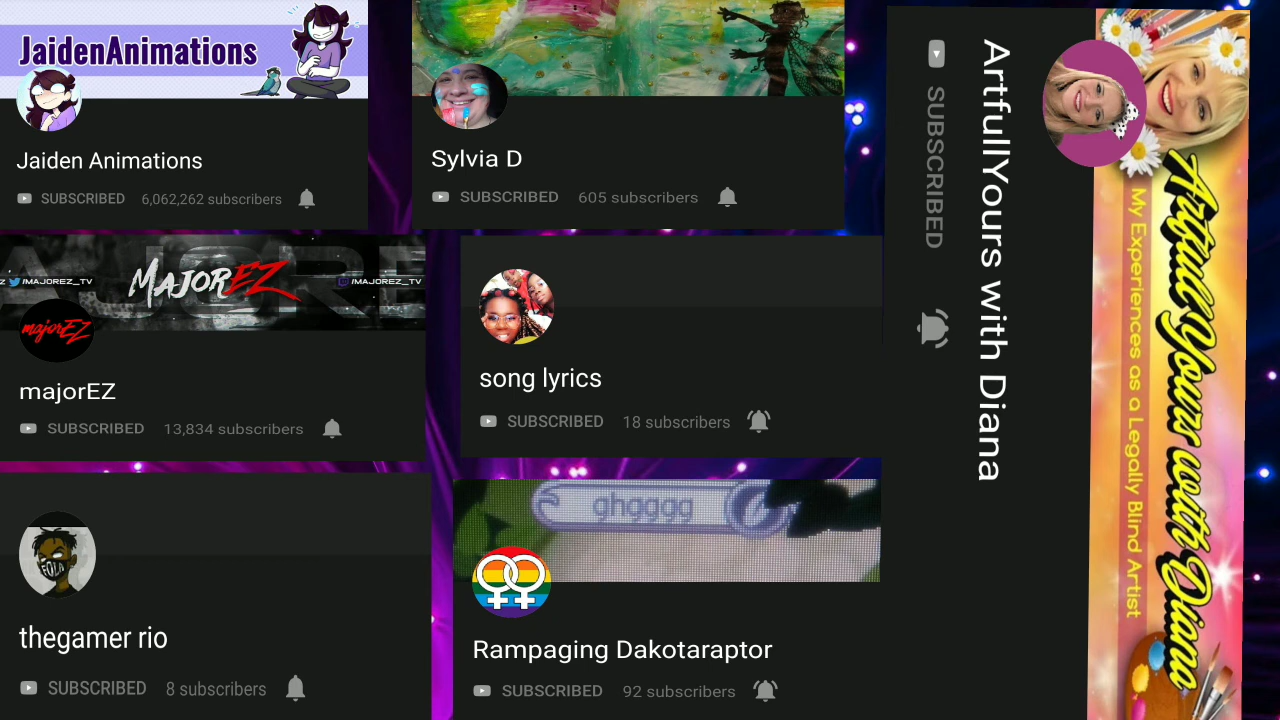 JaidenAnimations
Jaiden Animations
SUBSCRIBED 6,062,262 subscribers
Sylvia D
SUBSCRIBED 605 subscribers
/MAJOREZ_TV
MAJOREZ
/MAJOREZ_TV
majorEZ
majorEZ
SUBSCRIBED 13,834 subscribers
song lyrics
SUBSCRIBED 18 subscribers
thegamer rio
SUBSCRIBED 8 subscribers
ghgggg
Rampaging Dakotaraptor
SUBSCRIBED 92 subscribers
Artfull Yours with Diana
My Experiences as a Legally Blind Artist
ArtfullYours with Diana
SUBSCRIBED